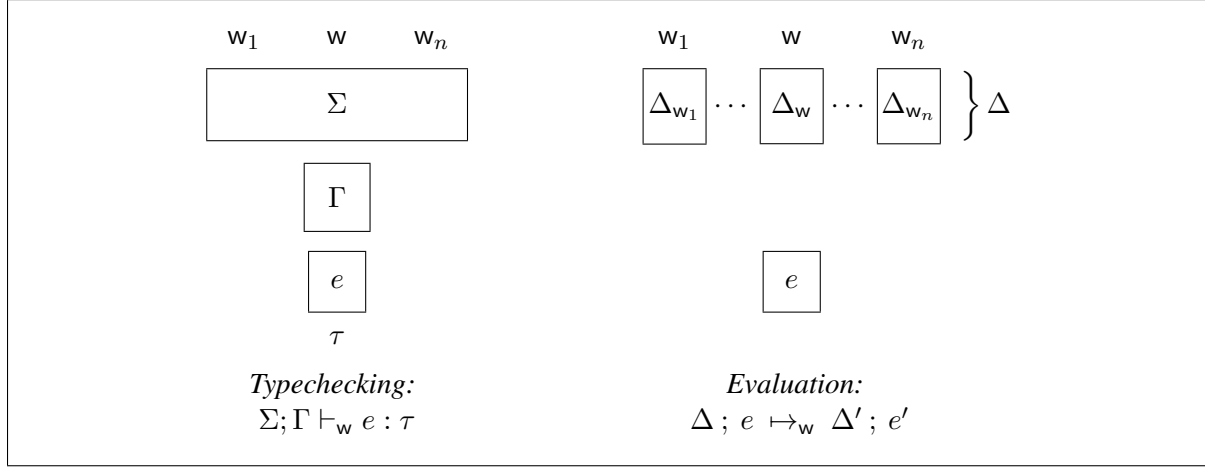 w₁ w wₙ w₁ w wₙ
Σ Δw₁ ⋯ Δw ⋯ Δwₙ } Δ
Γ
e e
τ
Typechecking: Evaluation:
Σ; Γ ⊢w e : τ Δ ; e ↦w Δ′ ; e′